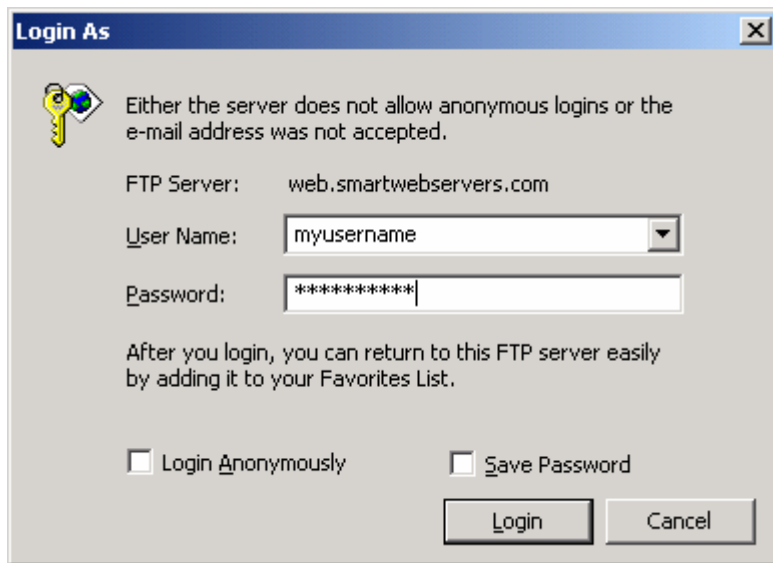 Login As
Either the server does not allow anonymous logins or the
e-mail address was not accepted.
FTP Server: web.smartwebservers.com
User Name: myusername
Password: **********
After you login, you can return to this FTP server easily
by adding it to your Favorites List.
Login Anonymously Save Password
Login Cancel